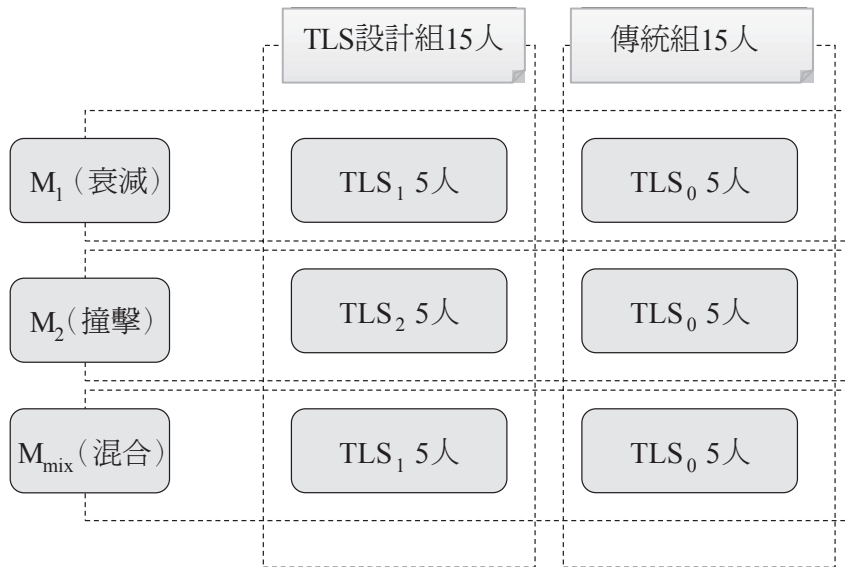 TLS設計組15人 傳統組15人
M₁（衰減） TLS₁ 5人 TLS₀ 5人
M₂（撞擊） TLS₂ 5人 TLS₀ 5人
Mmix（混合） TLS₁ 5人 TLS₀ 5人